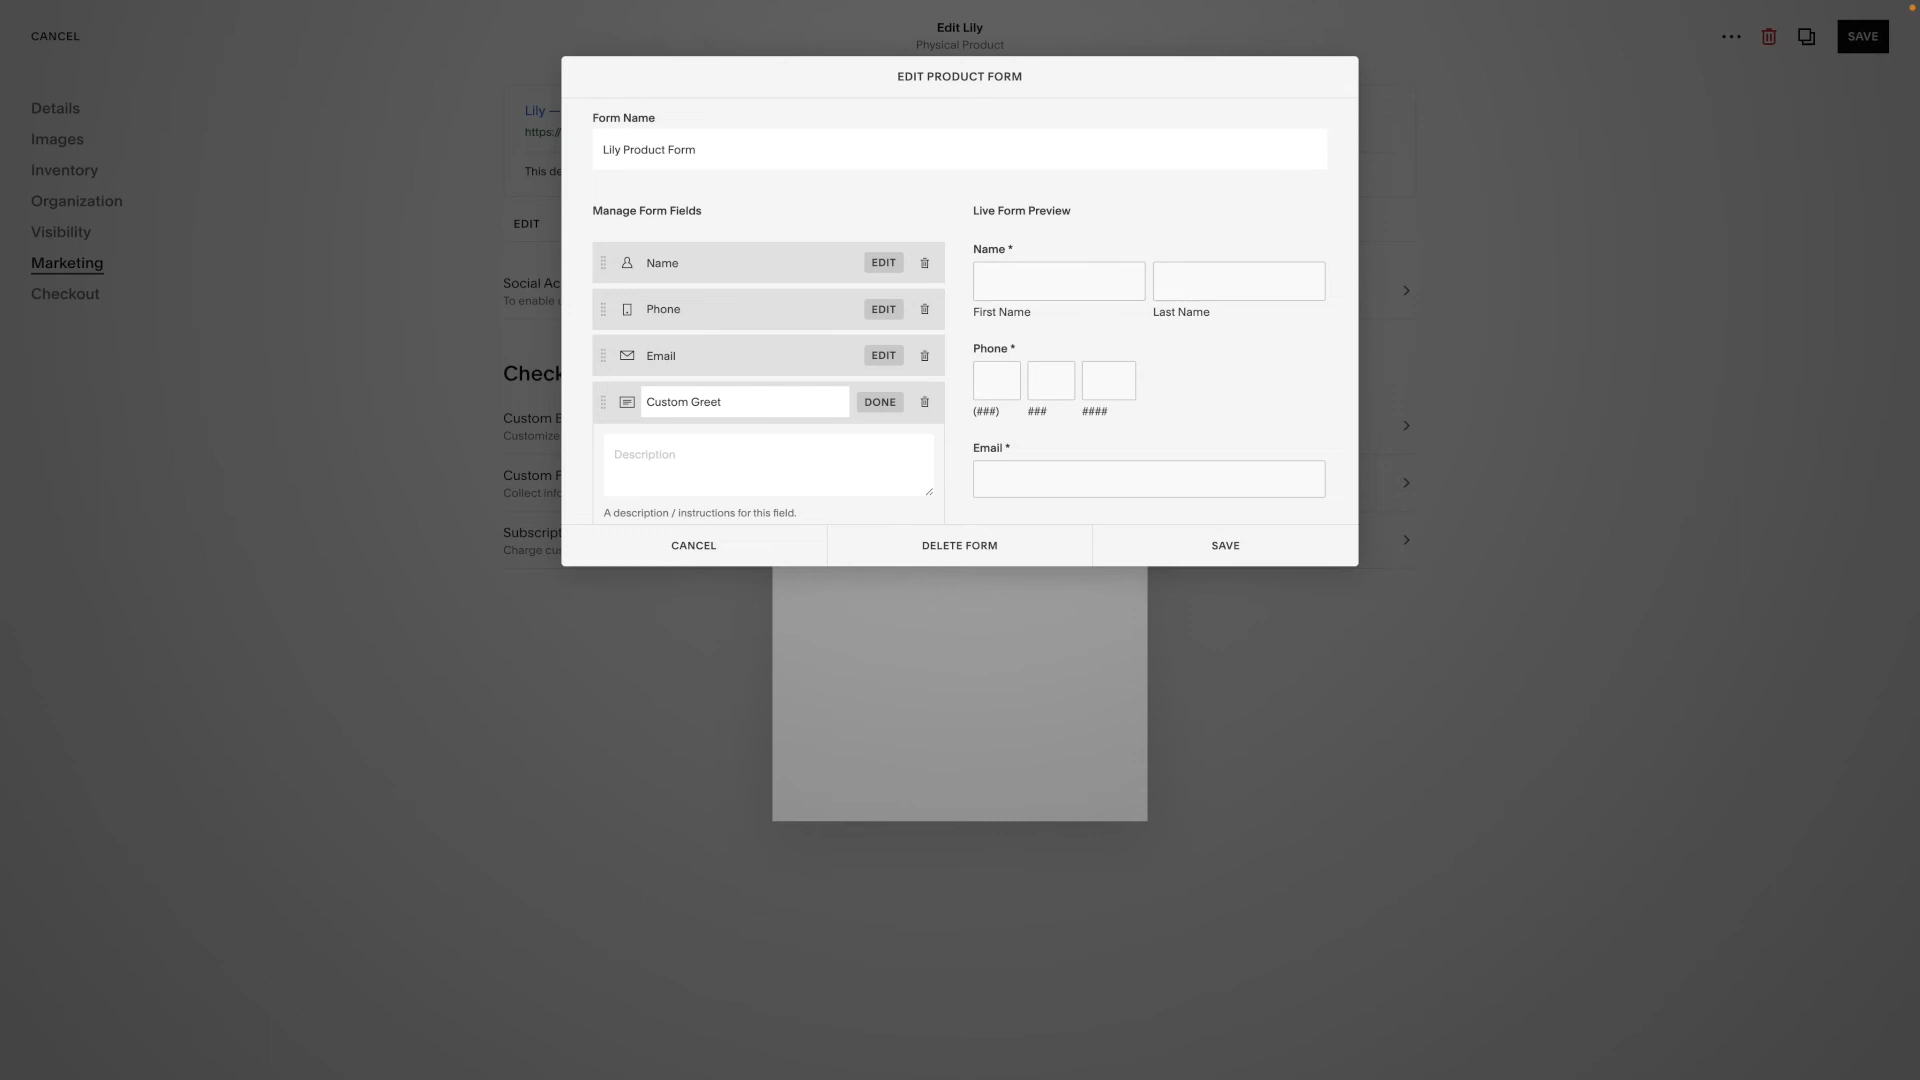 CANCEL
Edit Lily
Physical Product
SAVE
EDIT PRODUCT FORM
Details
Images
Inventory
Organization
Visibility
Marketing
Checkout
Lily —
https://
This de
EDIT
Social Ac
To enable
Check
Custom
Customize
Custom
Collect info
Subscript
Charge cus
Form Name
Lily Product Form
Manage Form Fields
Name
EDIT
Phone
EDIT
Email
EDIT
Custom Greet
DONE
Description
A description / instructions for this field.
Live Form Preview
Name *
First Name
Last Name
Phone *
(###)
###
####
Email *
CANCEL
DELETE FORM
SAVE